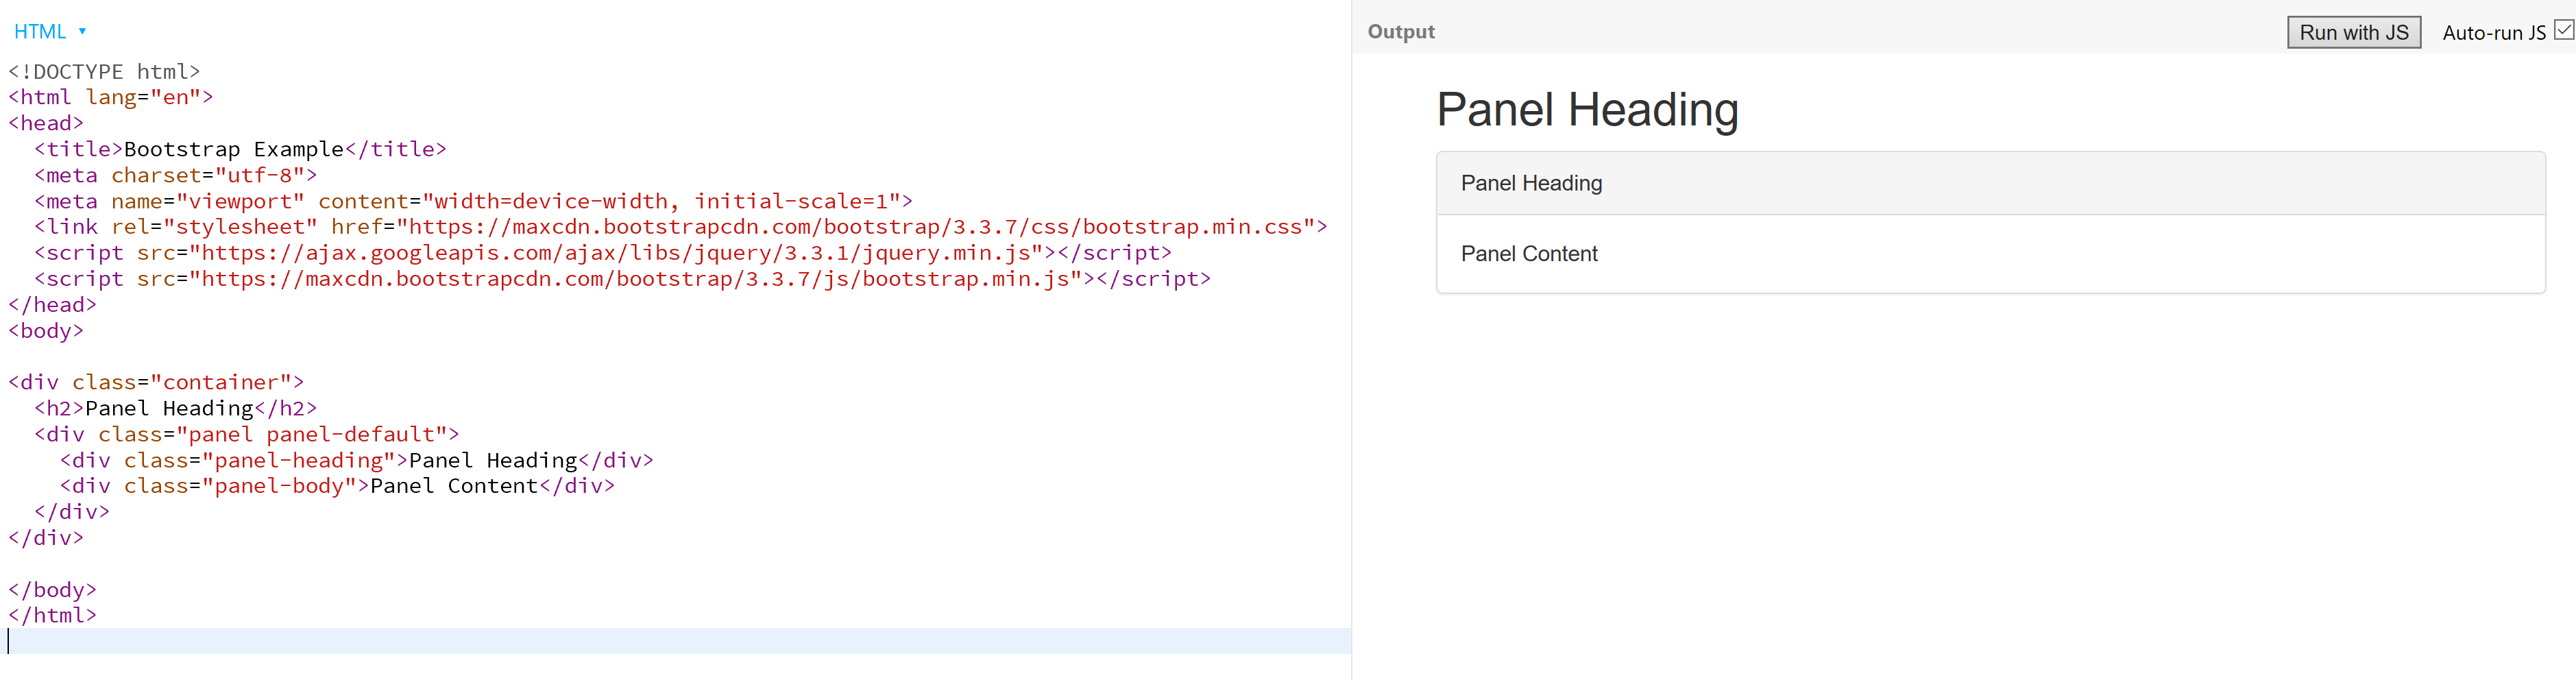 HTML ▾
<!DOCTYPE html>
<html lang="en">
<head>
  <title>Bootstrap Example</title>
  <meta charset="utf-8">
  <meta name="viewport" content="width=device-width, initial-scale=1">
  <link rel="stylesheet" href="https://maxcdn.bootstrapcdn.com/bootstrap/3.3.7/css/bootstrap.min.css">
  <script src="https://ajax.googleapis.com/ajax/libs/jquery/3.3.1/jquery.min.js"></script>
  <script src="https://maxcdn.bootstrapcdn.com/bootstrap/3.3.7/js/bootstrap.min.js"></script>
</head>
<body>
<div class="container">
  <h2>Panel Heading</h2>
  <div class="panel panel-default">
    <div class="panel-heading">Panel Heading</div>
    <div class="panel-body">Panel Content</div>
  </div>
</div>
</body>
</html>
Output
Run with JS
Auto-run JS
Panel Heading
Panel Heading
Panel Content